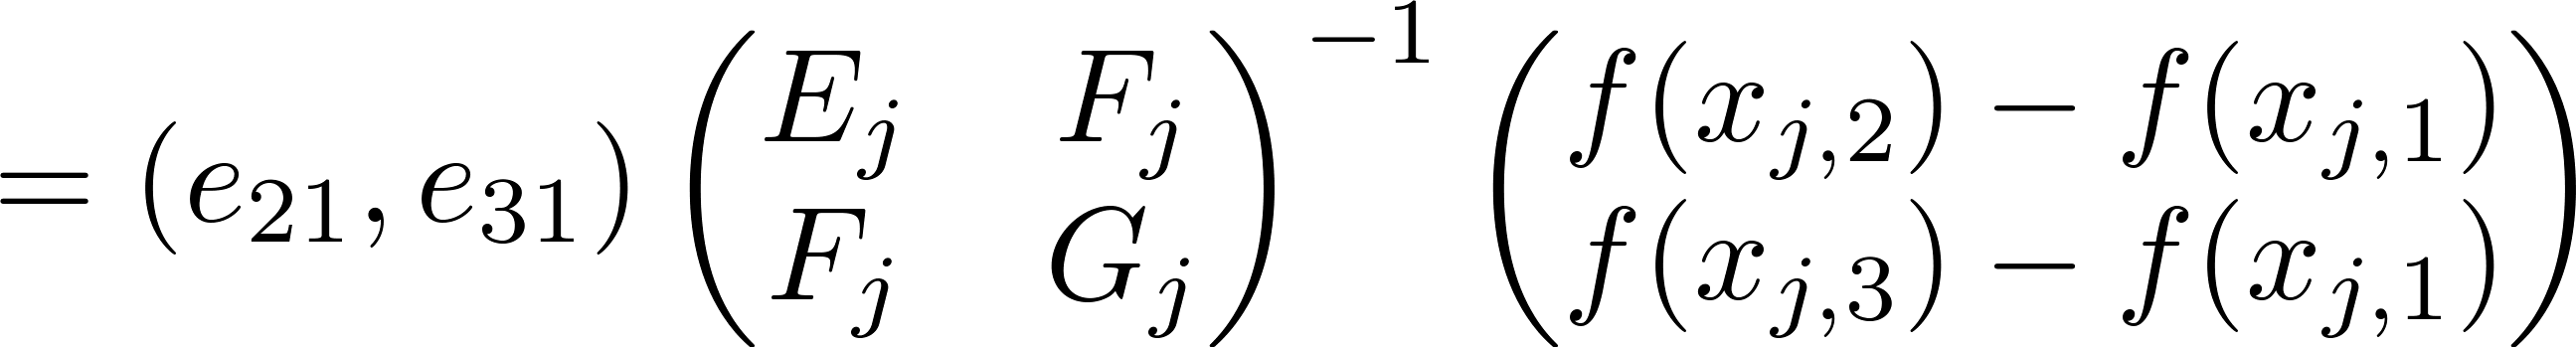 = (e_{21}, e_{31}) \begin{pmatrix} E_j & F_j \\ F_j & G_j \end{pmatrix}^{-1} \begin{pmatrix} f(x_{j,2}) - f(x_{j,1}) \\ f(x_{j,3}) - f(x_{j,1}) \end{pmatrix}